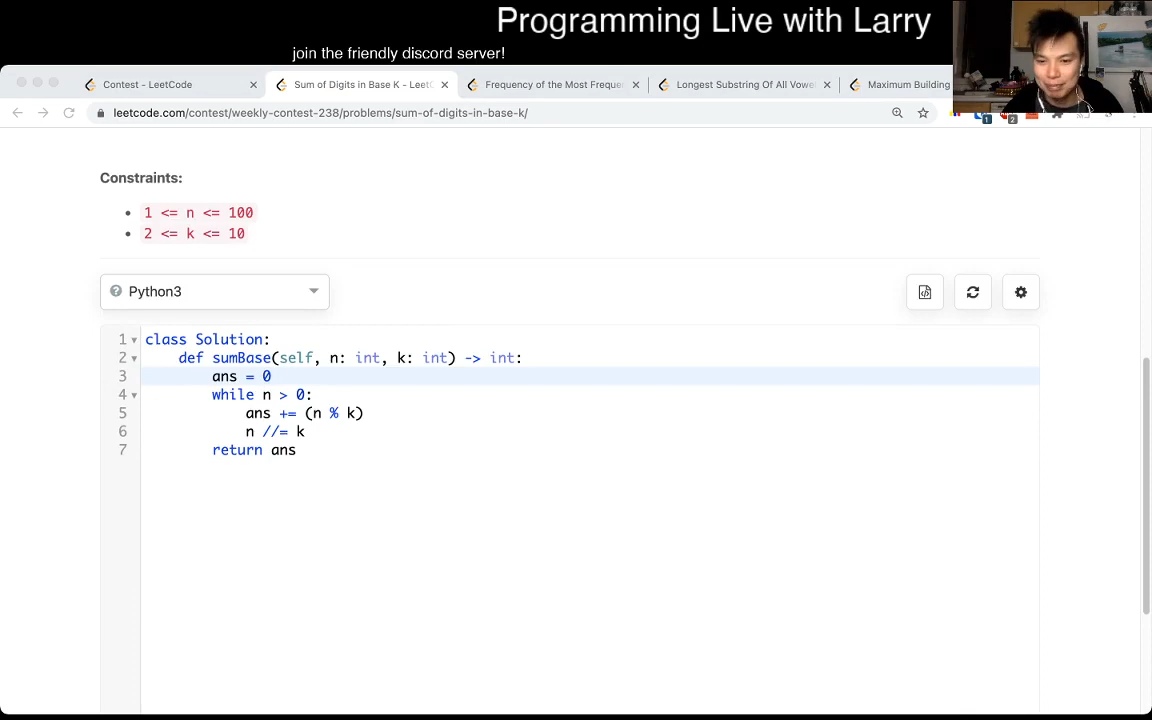 Programming Live with Larry
join the friendly discord server!
Contest - LeetCode
Sum of Digits in Base K - LeetC
Frequency of the Most Freque
Longest Substring Of All Vowe
Maximum Building
leetcode.com/contest/weekly-contest-238/problems/sum-of-digits-in-base-k/
1
2
Constraints:
1 <= n <= 100
2 <= k <= 10
Python3
1 class Solution:
2 def sumBase(self, n: int, k: int) -> int:
3 ans = 0
4 while n > 0:
5 ans += (n % k)
6 n //= k
7 return ans